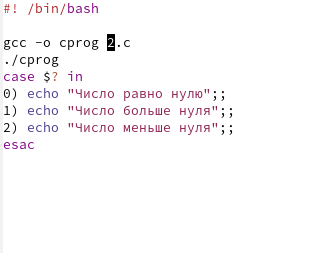 #! /bin/bash
gcc -o cprog 2.c
./cprog
case $? in
0) echo "Число равно нулю";;
1) echo "Число больше нуля";;
2) echo "Число меньше нуля";;
esac